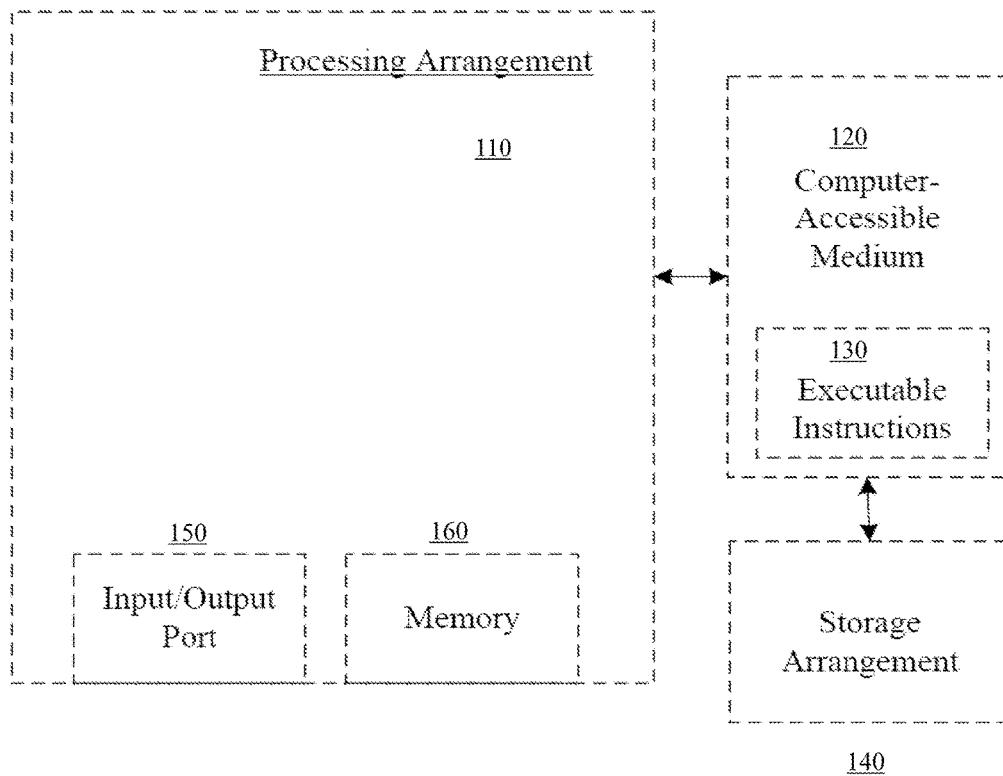 Processing Arrangement
110
120
Computer-
Accessible
Medium
130
Executable
Instructions
150
Input/Output
Port
160
Memory
Storage
Arrangement
140